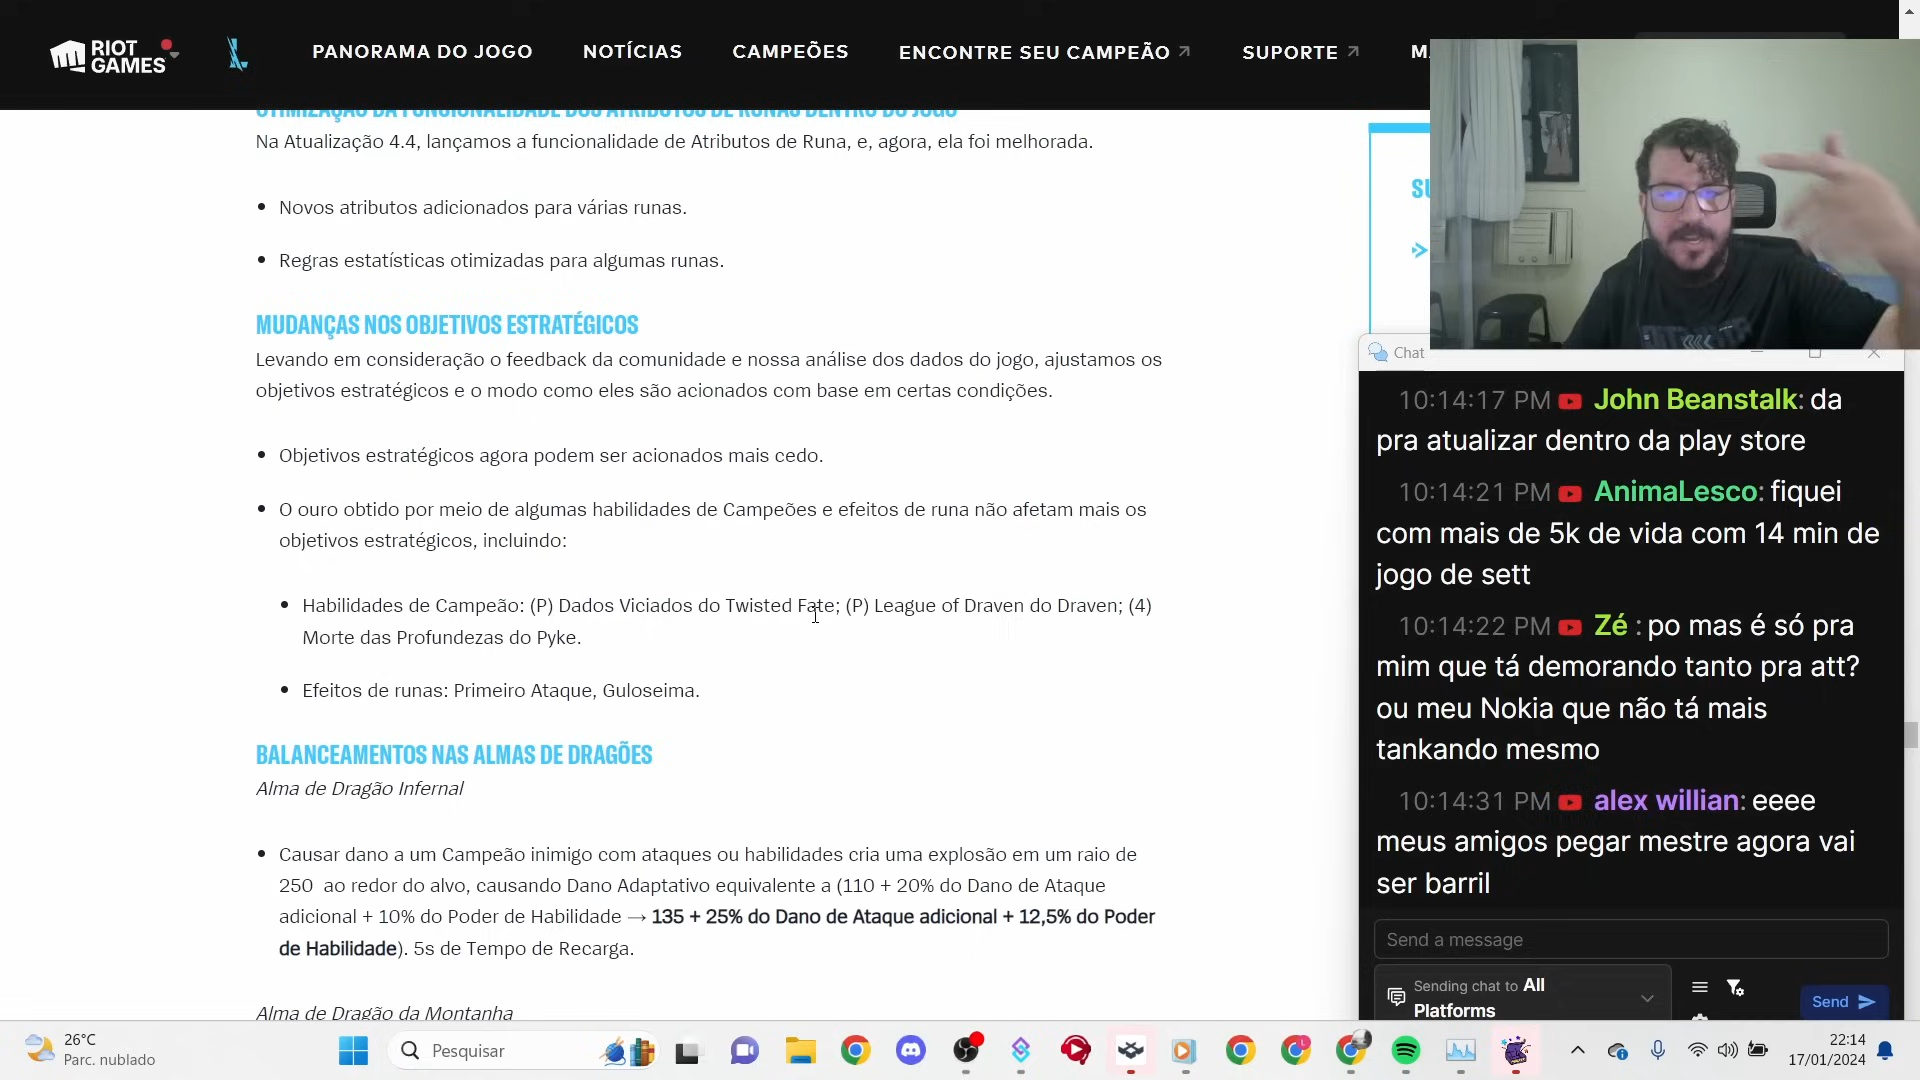 RIOT
GAMES
PANORAMA DO JOGO
NOTÍCIAS
CAMPEÕES
ENCONTRE SEU CAMPEÃO
SUPORTE
OTIMIZAÇÃO DA FUNCIONALIDADE DOS ATRIBUTOS DE RUNAS DENTRO DO JOGO
Na Atualização 4.4, lançamos a funcionalidade de Atributos de Runa, e, agora, ela foi melhorada.
Novos atributos adicionados para várias runas.
Regras estatísticas otimizadas para algumas runas.
MUDANÇAS NOS OBJETIVOS ESTRATÉGICOS
Levando em consideração o feedback da comunidade e nossa análise dos dados do jogo, ajustamos os
objetivos estratégicos e o modo como eles são acionados com base em certas condições.
Objetivos estratégicos agora podem ser acionados mais cedo.
O ouro obtido por meio de algumas habilidades de Campeões e efeitos de runa não afetam mais os
objetivos estratégicos, incluindo:
Habilidades de Campeão: (P) Dados Viciados do Twisted Fate; (P) League of Draven do Draven; (4)
Morte das Profundezas do Pyke.
Efeitos de runas: Primeiro Ataque, Guloseima.
BALANCEAMENTOS NAS ALMAS DE DRAGÕES
Alma de Dragão Infernal
Causar dano a um Campeão inimigo com ataques ou habilidades cria uma explosão em um raio de
250 ao redor do alvo, causando Dano Adaptativo equivalente a (110 + 20% do Dano de Ataque
adicional + 10% do Poder de Habilidade → 135 + 25% do Dano de Ataque adicional + 12,5% do Poder
de Habilidade). 5s de Tempo de Recarga.
Alma de Dragão da Montanha
Chat
10:14:17 PM John Beanstalk: da
pra atualizar dentro da play store
10:14:21 PM AnimaLesco: fiquei
com mais de 5k de vida com 14 min de
jogo de sett
10:14:22 PM Zé : po mas é só pra
mim que tá demorando tanto pra att?
ou meu Nokia que não tá mais
tankando mesmo
10:14:31 PM alex willian: eeee
meus amigos pegar mestre agora vai
ser barril
Send a message
Sending chat to All
Platforms
Send
26°C
Parc. nublado
Pesquisar
22:14
17/01/2024